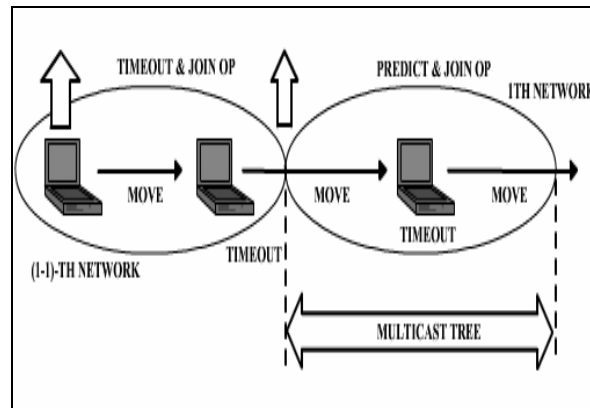 TIMEOUT & JOIN OP
PREDICT & JOIN OP
1TH NETWORK
MOVE
MOVE
MOVE
TIMEOUT
TIMEOUT
(1-1)-TH NETWORK
MULTICAST TREE